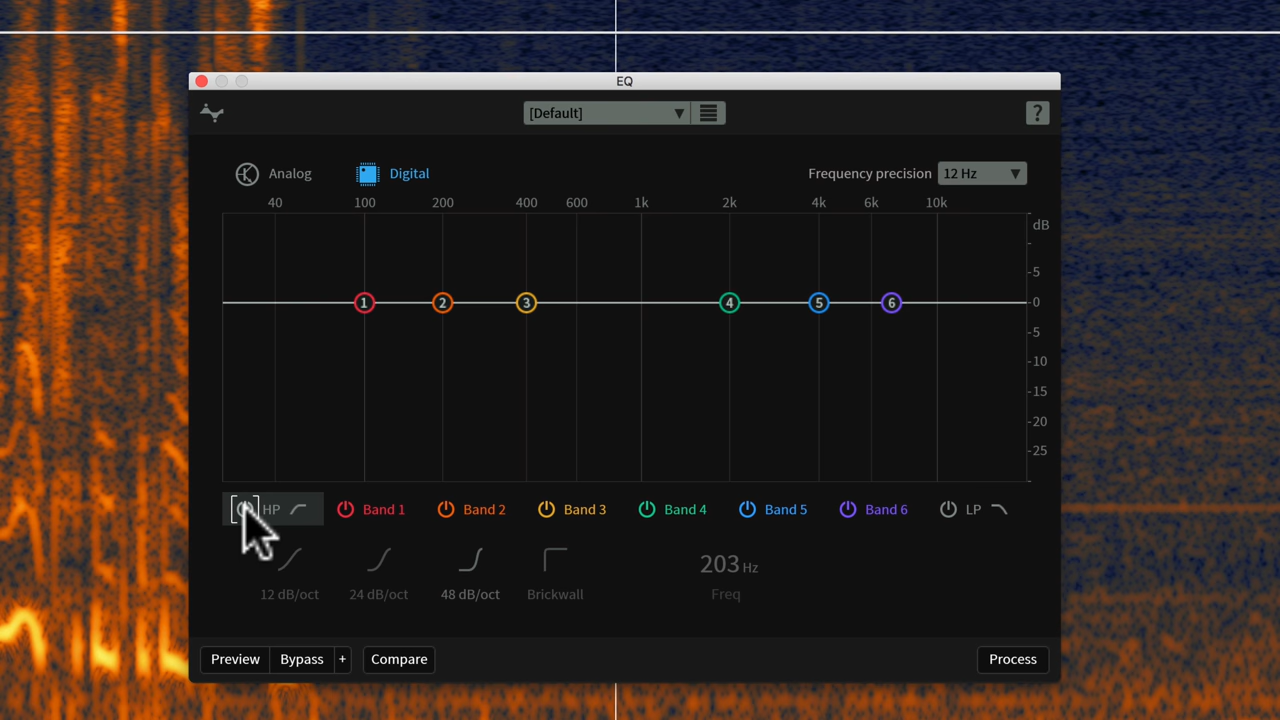 EQ
[Default]
?
Analog Digital Frequency precision 12 Hz
40 100 200 400 600 1k 2k 4k 6k 10k
dB
-5
1 2 3 4 5 6 -0
-5
-10
-15
-20
-25
HP Band 1 Band 2 Band 3 Band 4 Band 5 Band 6 LP
203 Hz
12 dB/oct 24 dB/oct 48 dB/oct Brickwall Freq
Preview Bypass + Compare Process